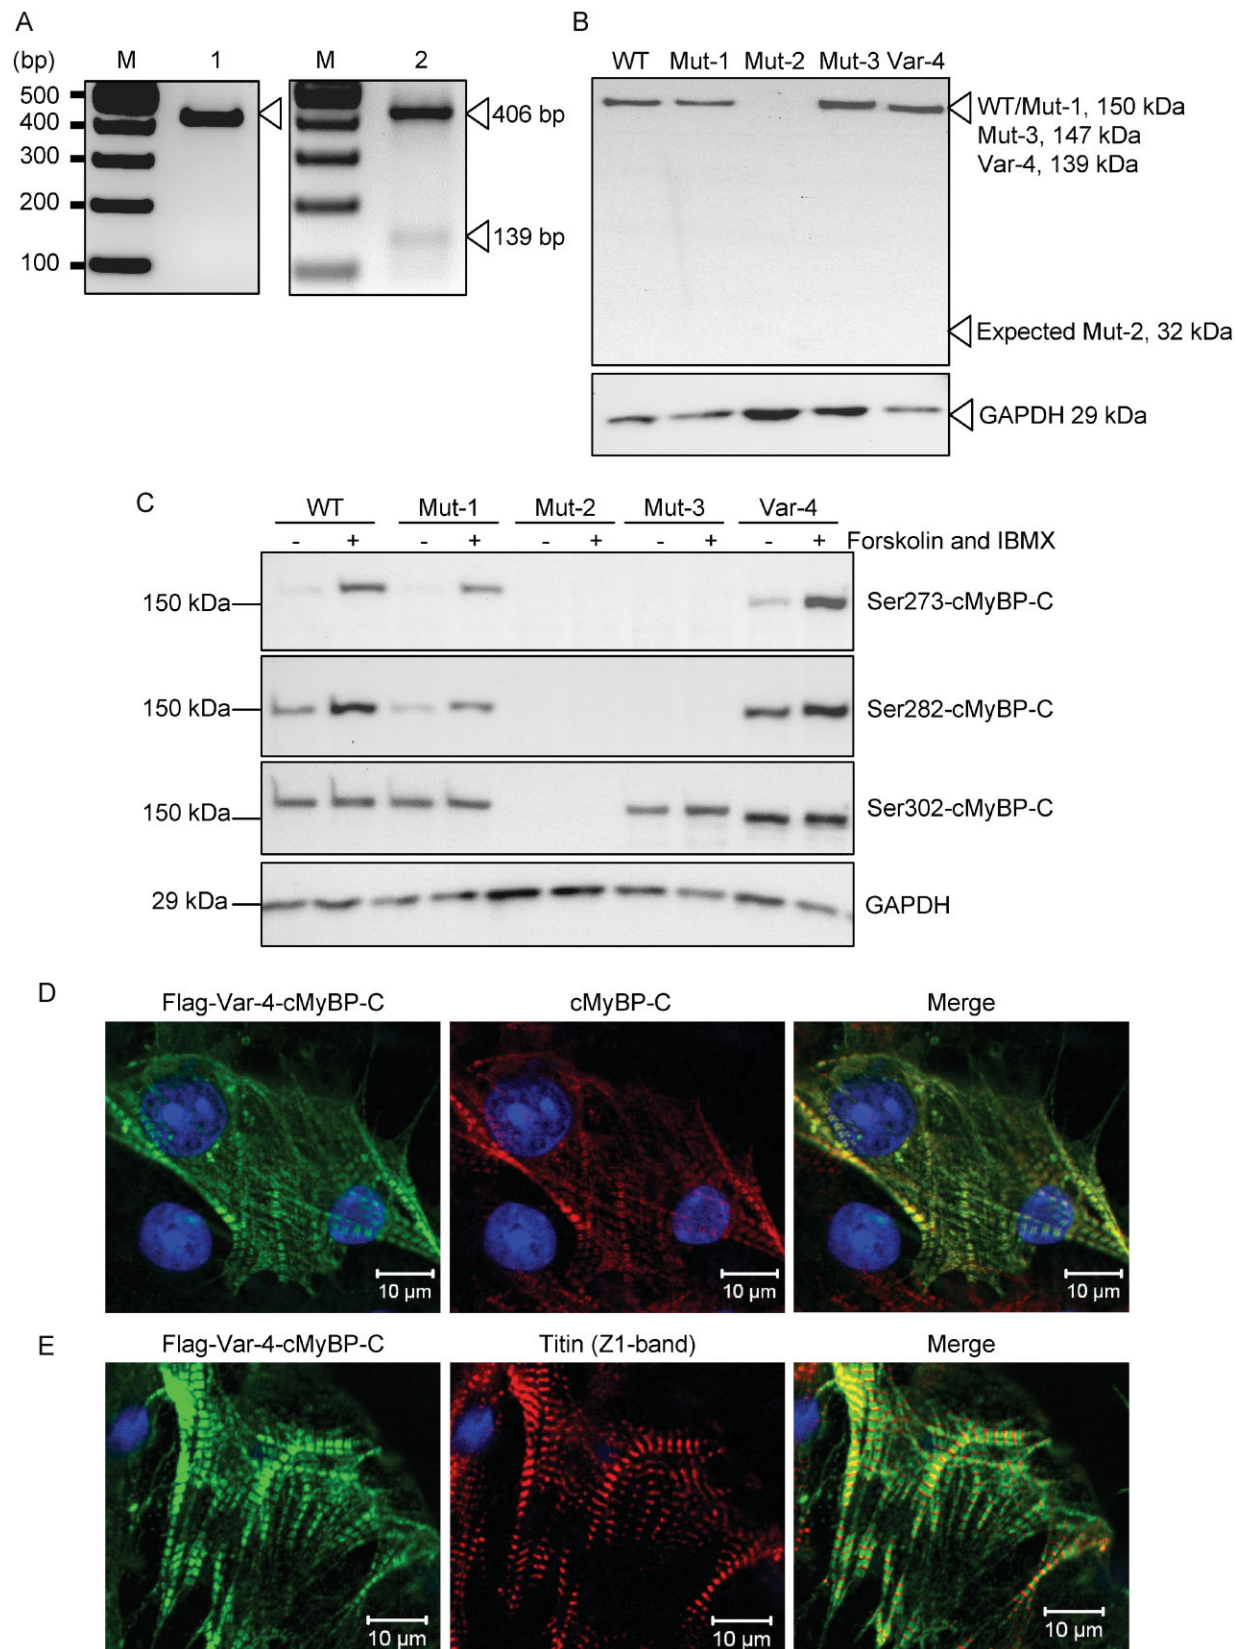 A
(bp) M 1 M 2
500
400
300
200
100
406 bp
139 bp
B
WT Mut-1 Mut-2 Mut-3 Var-4
WT/Mut-1, 150 kDa
Mut-3, 147 kDa
Var-4, 139 kDa
Expected Mut-2, 32 kDa
GAPDH 29 kDa
C
WT Mut-1 Mut-2 Mut-3 Var-4
- + - + - + - + - + Forskolin and IBMX
150 kDa Ser273-cMyBP-C
150 kDa Ser282-cMyBP-C
150 kDa Ser302-cMyBP-C
29 kDa GAPDH
D
Flag-Var-4-cMyBP-C cMyBP-C Merge
10 µm 10 µm 10 µm
E
Flag-Var-4-cMyBP-C Titin (Z1-band) Merge
10 µm 10 µm 10 µm